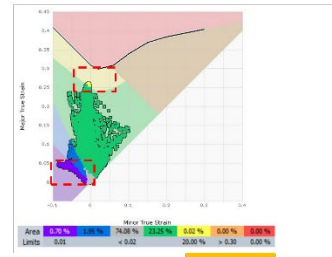 0.45
0.4
0.35
0.3
0.25
0.2
0.15
0.1
0.05
0
Major True Strain
-0.1 0 0.1 0.2 0.3 0.4
Minor True Strain
Area 0.70 % 1.95 % 74.08 % 23.25 % 0.02 % 0.00 % 0.00 %
Limits 0.01 < 0.02 20.00 % > 0.30 0.00 %